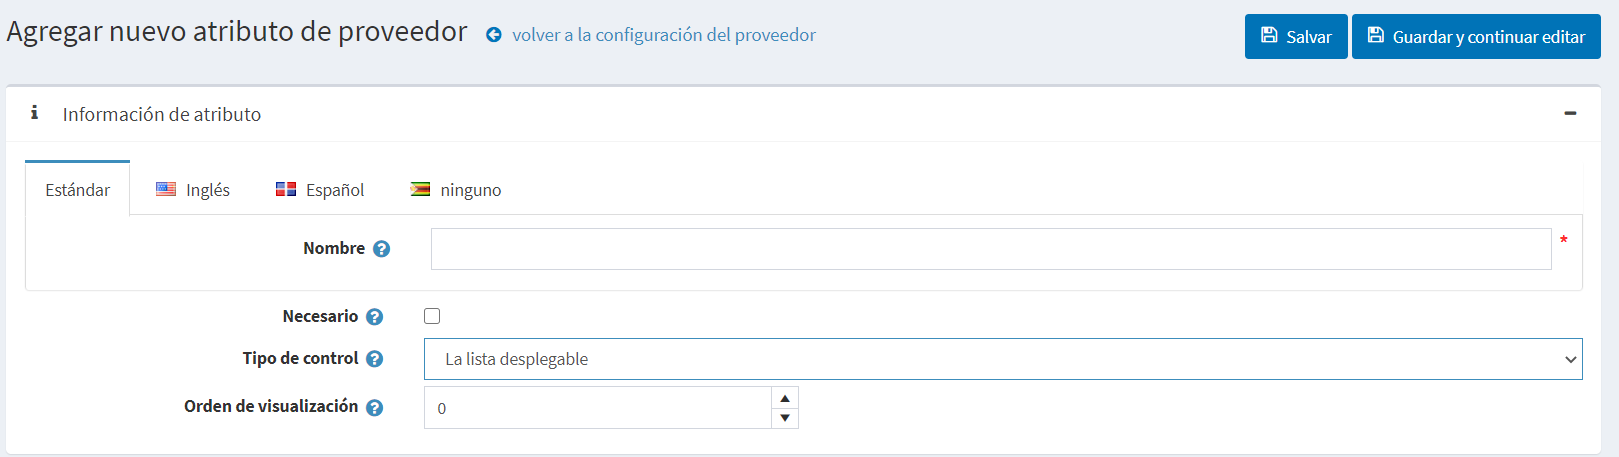 Agregar nuevo atributo de proveedor volver a la configuración del proveedor Salvar Guardar y continuar editar
Información de atributo
Estándar Inglés Español ninguno
Nombre *
Necesario
Tipo de control La lista desplegable
Orden de visualización 0